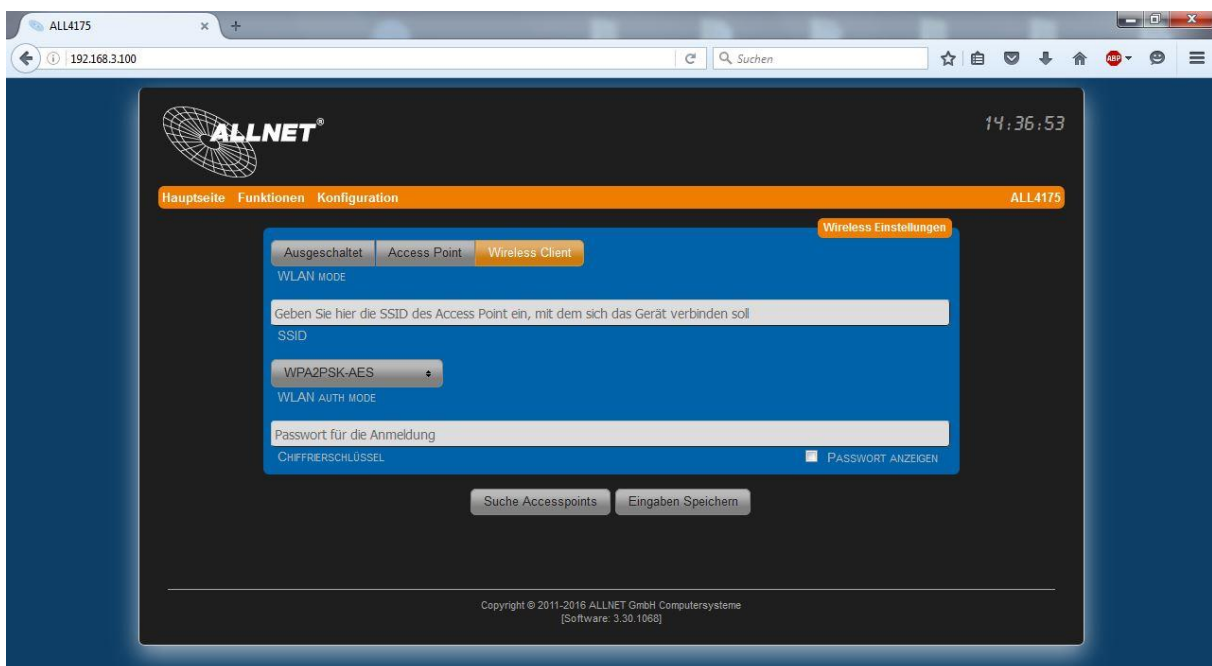 ALL4175
192.168.3.100
Suchen
ABP
ALLNET®
14:36:53
Hauptseite Funktionen Konfiguration ALL4175
Wireless Einstellungen
Ausgeschaltet Access Point Wireless Client
WLAN MODE
Geben Sie hier die SSID des Access Point ein, mit dem sich das Gerät verbinden soll
SSID
WPA2PSK-AES
WLAN AUTH MODE
Passwort für die Anmeldung
CHIFFRIERSCHLÜSSEL PASSWORT ANZEIGEN
Suche Accesspoints Eingaben Speichern
Copyright © 2011-2016 ALLNET GmbH Computersysteme
[Software: 3.30.1068]